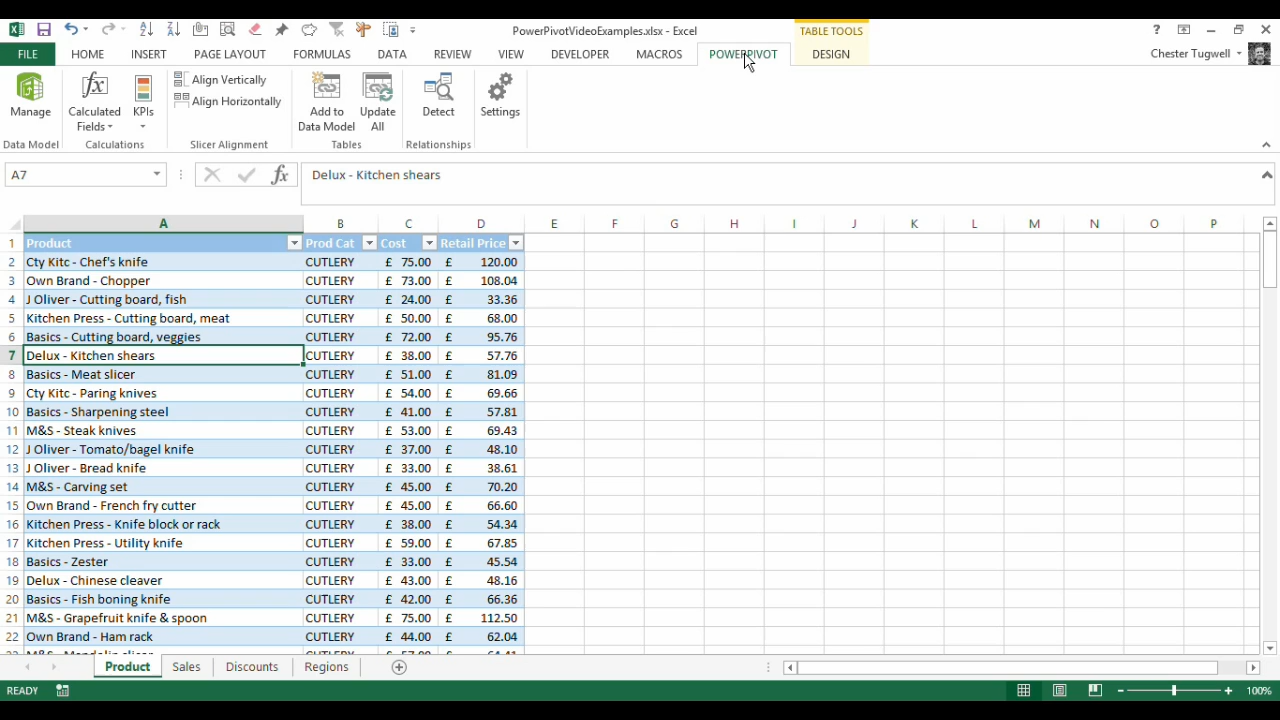 PowerPivotVideoExamples.xlsx - Excel
TABLE TOOLS
?
FILE HOME INSERT PAGE LAYOUT FORMULAS DATA REVIEW VIEW DEVELOPER MACROS POWERPIVOT DESIGN Chester Tugwell
Manage
Calculated Fields
KPIs
Align Vertically
Align Horizontally
Add to Data Model
Update All
Detect
Settings
Data Model Calculations Slicer Alignment Tables Relationships
A7 fx Delux - Kitchen shears
A B C D E F G H I J K L M N O P
1 Product Prod Cat Cost Retail Price
2 Cty Kitc - Chef's knife CUTLERY £ 75.00 £ 120.00
3 Own Brand - Chopper CUTLERY £ 73.00 £ 108.04
4 J Oliver - Cutting board, fish CUTLERY £ 24.00 £ 33.36
5 Kitchen Press - Cutting board, meat CUTLERY £ 50.00 £ 68.00
6 Basics - Cutting board, veggies CUTLERY £ 72.00 £ 95.76
7 Delux - Kitchen shears CUTLERY £ 38.00 £ 57.76
8 Basics - Meat slicer CUTLERY £ 51.00 £ 81.09
9 Cty Kitc - Paring knives CUTLERY £ 54.00 £ 69.66
10 Basics - Sharpening steel CUTLERY £ 41.00 £ 57.81
11 M&S - Steak knives CUTLERY £ 53.00 £ 69.43
12 J Oliver - Tomato/bagel knife CUTLERY £ 37.00 £ 48.10
13 J Oliver - Bread knife CUTLERY £ 33.00 £ 38.61
14 M&S - Carving set CUTLERY £ 45.00 £ 70.20
15 Own Brand - French fry cutter CUTLERY £ 45.00 £ 66.60
16 Kitchen Press - Knife block or rack CUTLERY £ 38.00 £ 54.34
17 Kitchen Press - Utility knife CUTLERY £ 59.00 £ 67.85
18 Basics - Zester CUTLERY £ 33.00 £ 45.54
19 Delux - Chinese cleaver CUTLERY £ 43.00 £ 48.16
20 Basics - Fish boning knife CUTLERY £ 42.00 £ 66.36
21 M&S - Grapefruit knife & spoon CUTLERY £ 75.00 £ 112.50
22 Own Brand - Ham rack CUTLERY £ 44.00 £ 62.04
Product Sales Discounts Regions
READY 100%